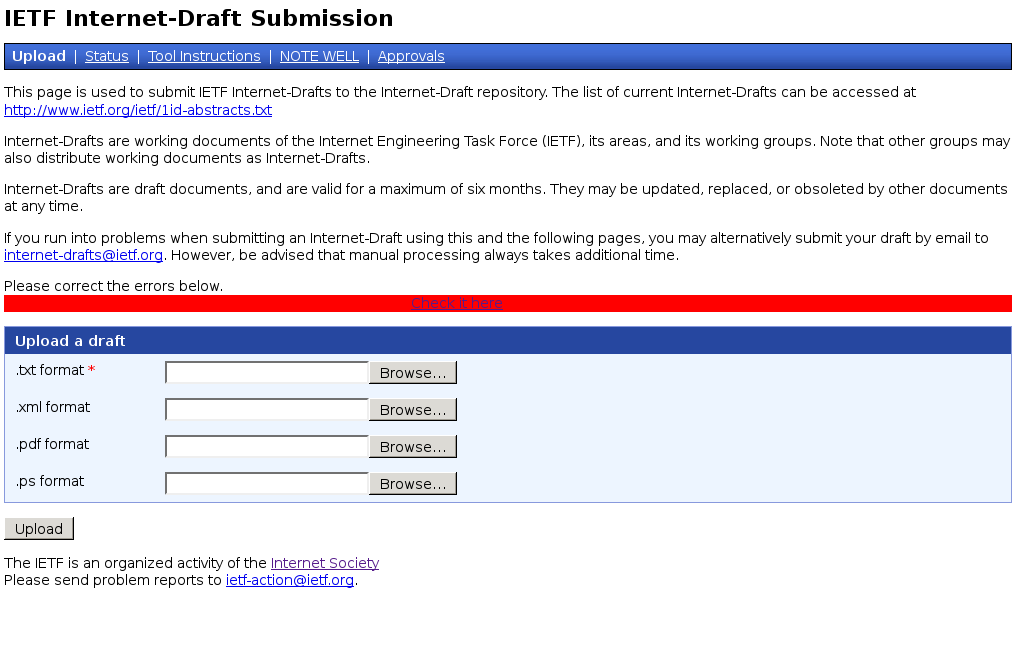 IETF Internet-Draft Submission
Upload | Status | Tool Instructions | NOTE WELL | Approvals
This page is used to submit IETF Internet-Drafts to the Internet-Draft repository. The list of current Internet-Drafts can be accessed at
http://www.ietf.org/ietf/1id-abstracts.txt
Internet-Drafts are working documents of the Internet Engineering Task Force (IETF), its areas, and its working groups. Note that other groups may
also distribute working documents as Internet-Drafts.
Internet-Drafts are draft documents, and are valid for a maximum of six months. They may be updated, replaced, or obsoleted by other documents
at any time.
If you run into problems when submitting an Internet-Draft using this and the following pages, you may alternatively submit your draft by email to
internet-drafts@ietf.org. However, be advised that manual processing always takes additional time.
Please correct the errors below.
Check it here
Upload a draft
.txt format * Browse...
.xml format Browse...
.pdf format Browse...
.ps format Browse...
Upload
The IETF is an organized activity of the Internet Society
Please send problem reports to ietf-action@ietf.org.